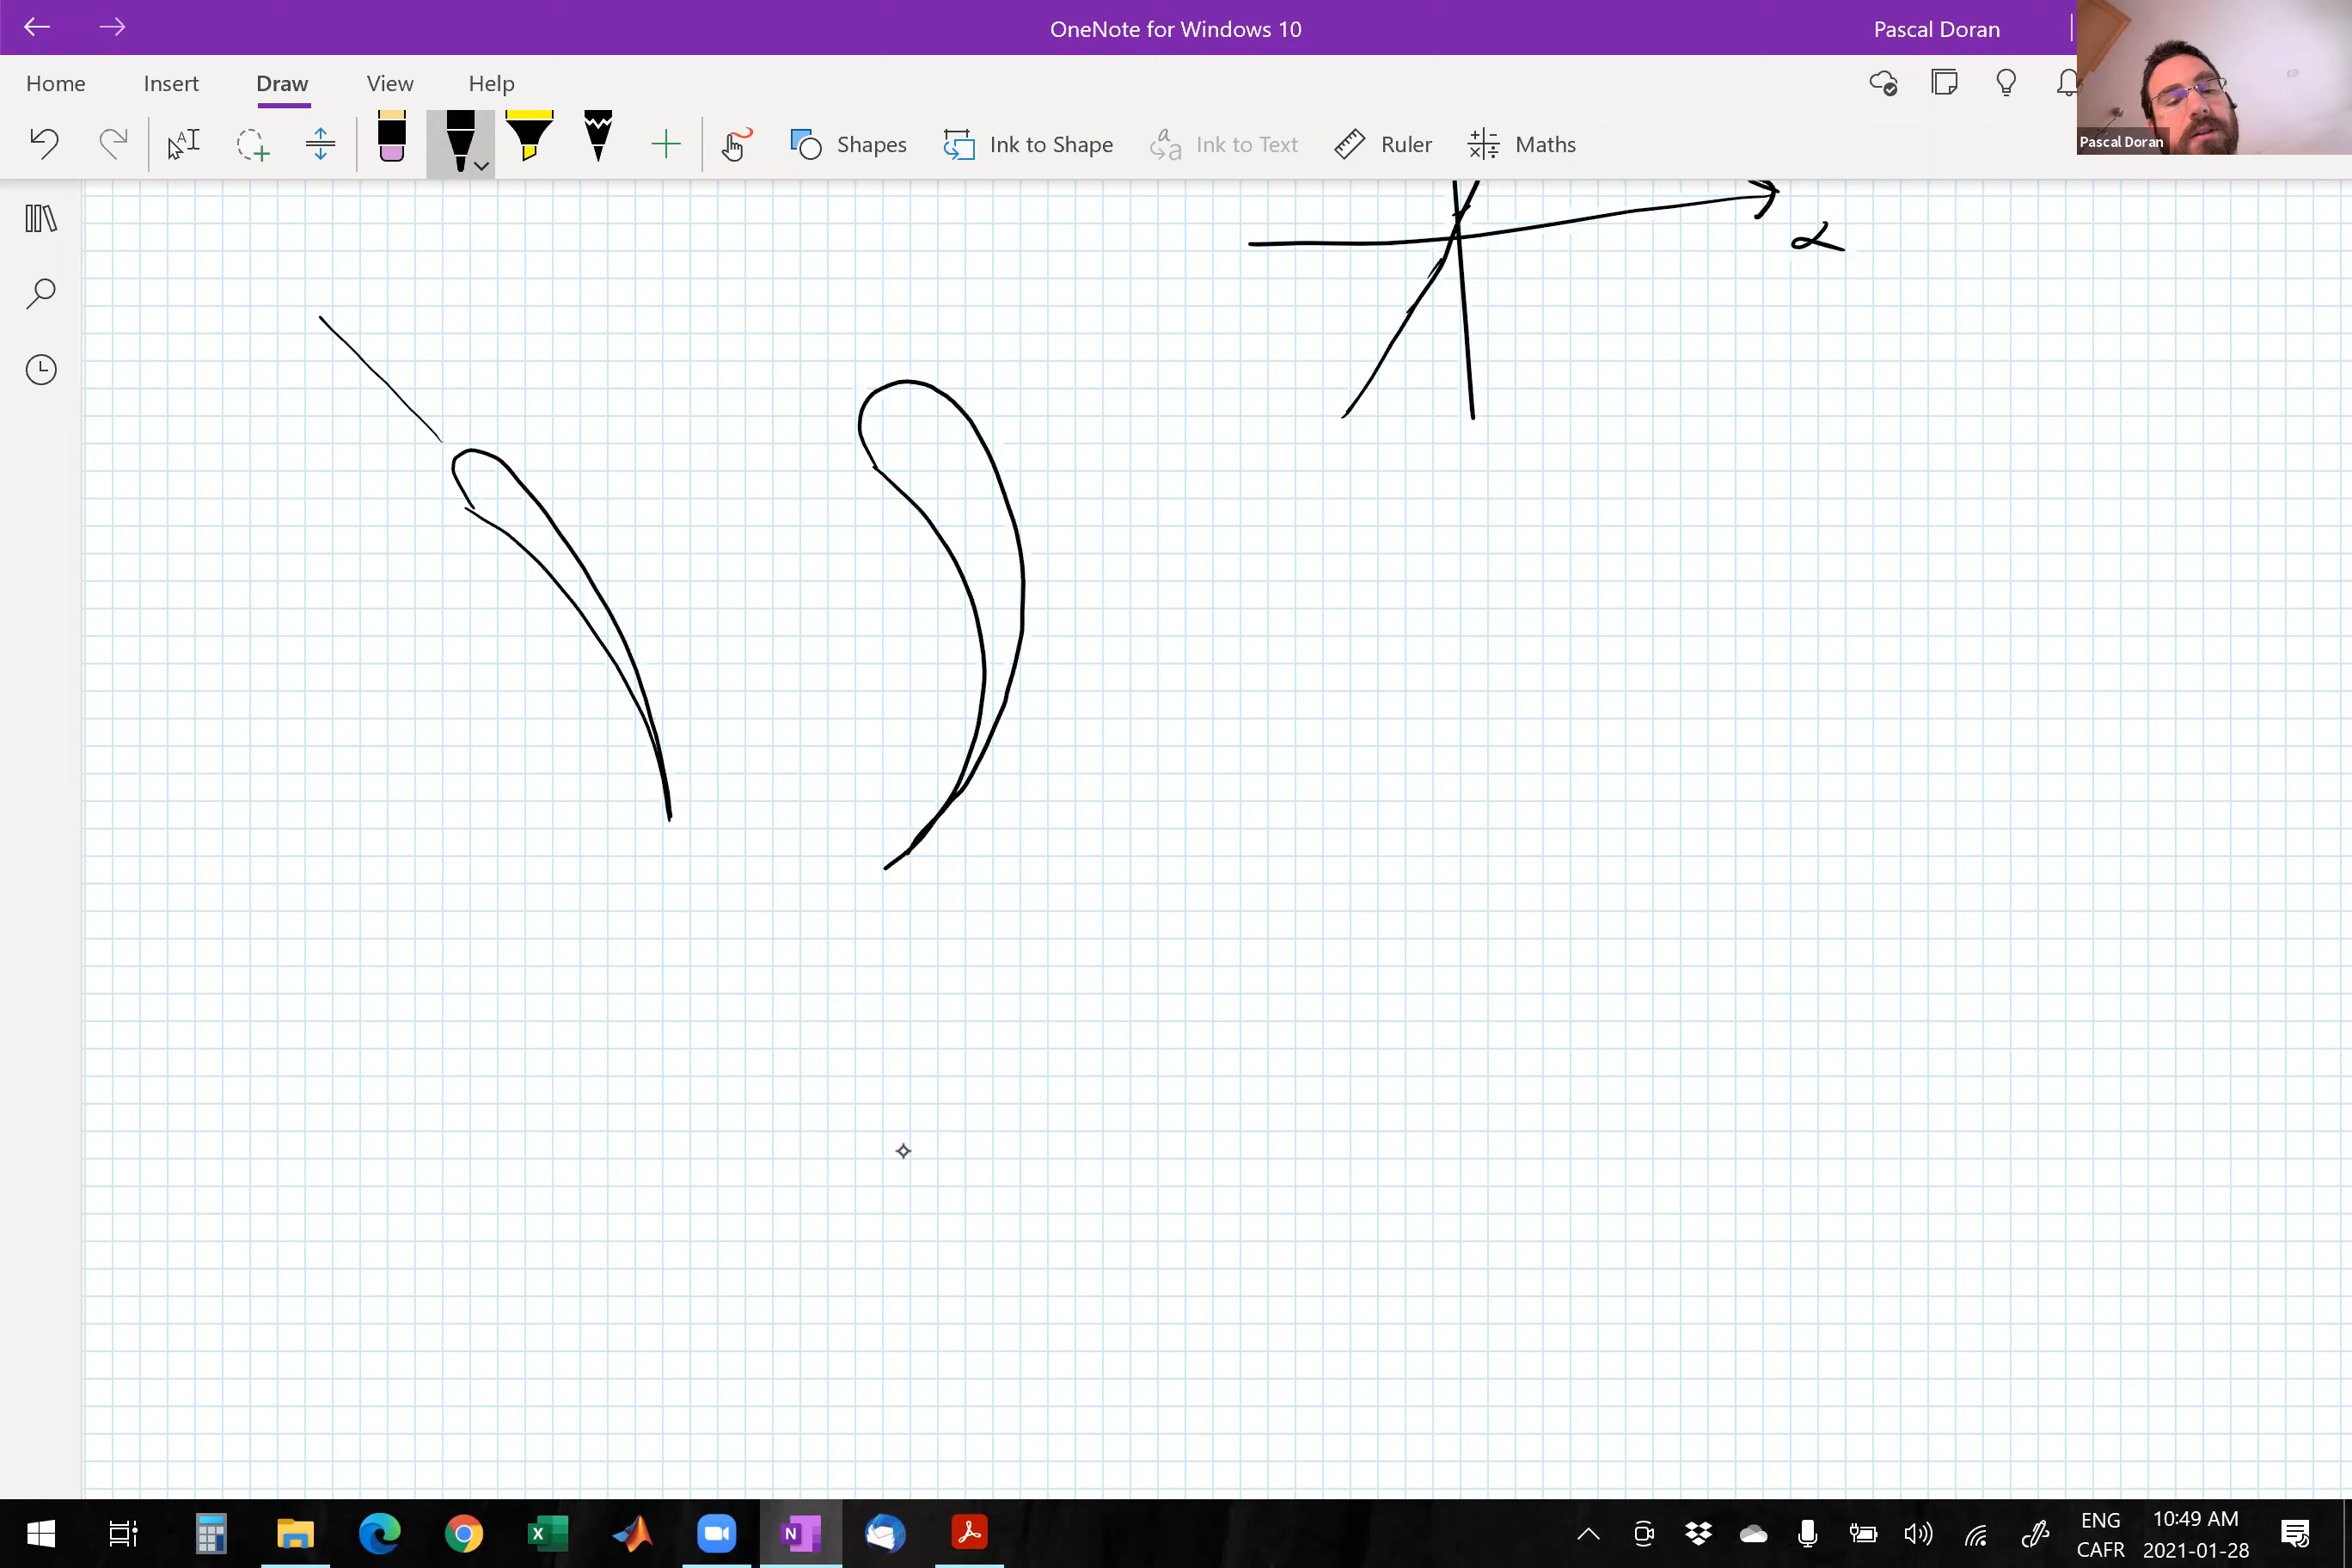 OneNote for Windows 10
Pascal Doran
Home Insert Draw View Help
Shapes Ink to Shape Ink to Text Ruler Maths
Pascal Doran
α
ENG 10:49 AM
CAFR 2021-01-28